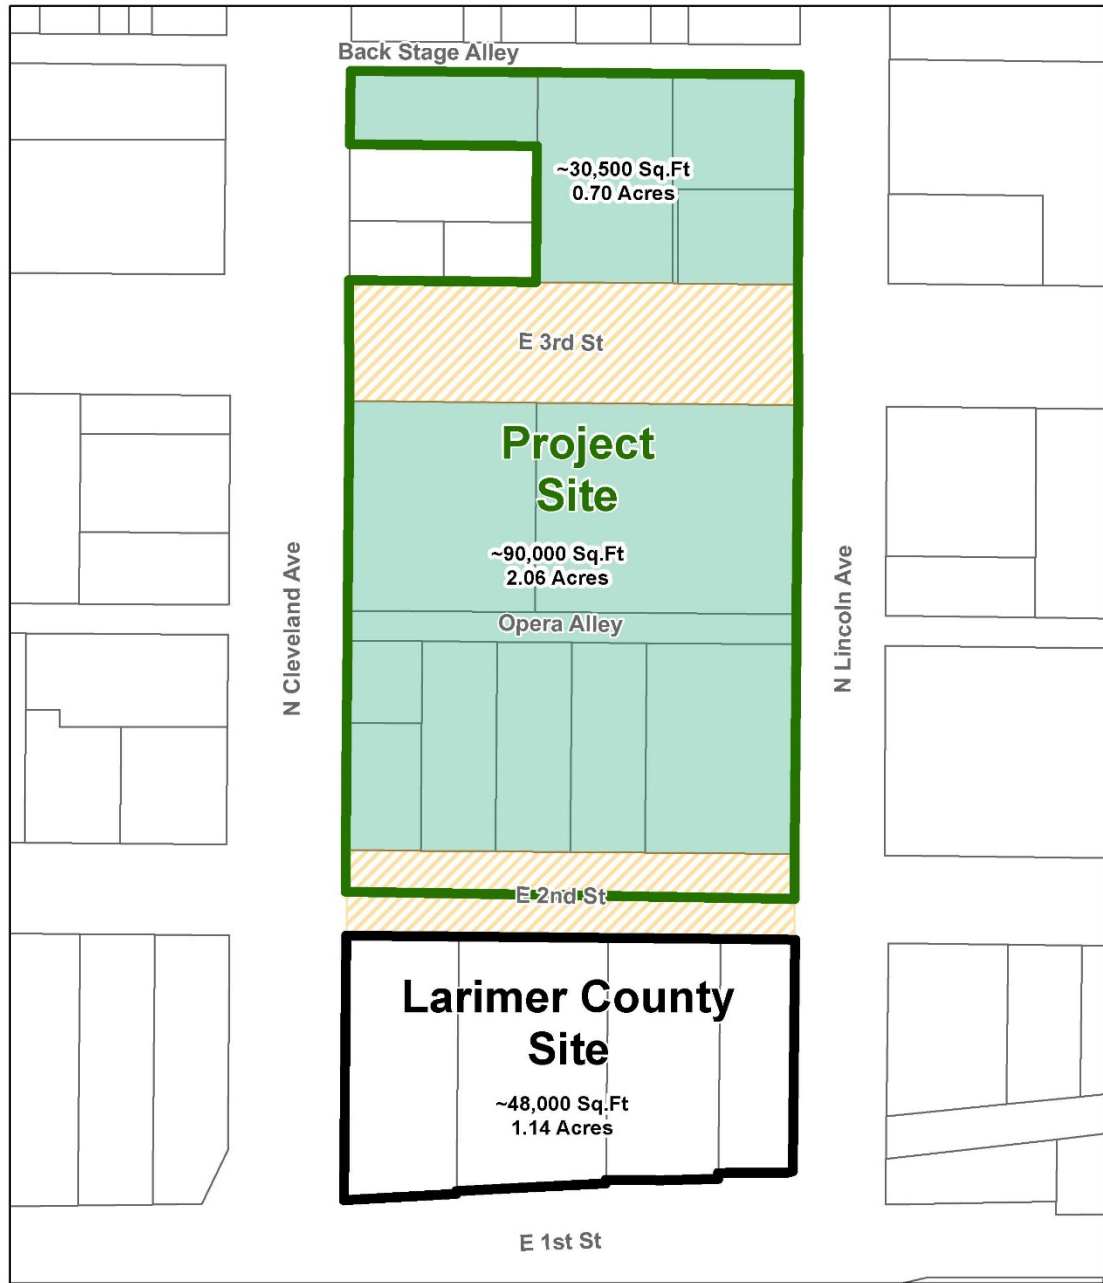 Back Stage Alley
~30,500 Sq.Ft
0.70 Acres
E 3rd St
Project
Site
~90,000 Sq.Ft
2.06 Acres
Opera Alley
N Cleveland Ave
N Lincoln Ave
E 2nd St
Larimer County
Site
~48,000 Sq.Ft
1.14 Acres
E 1st St